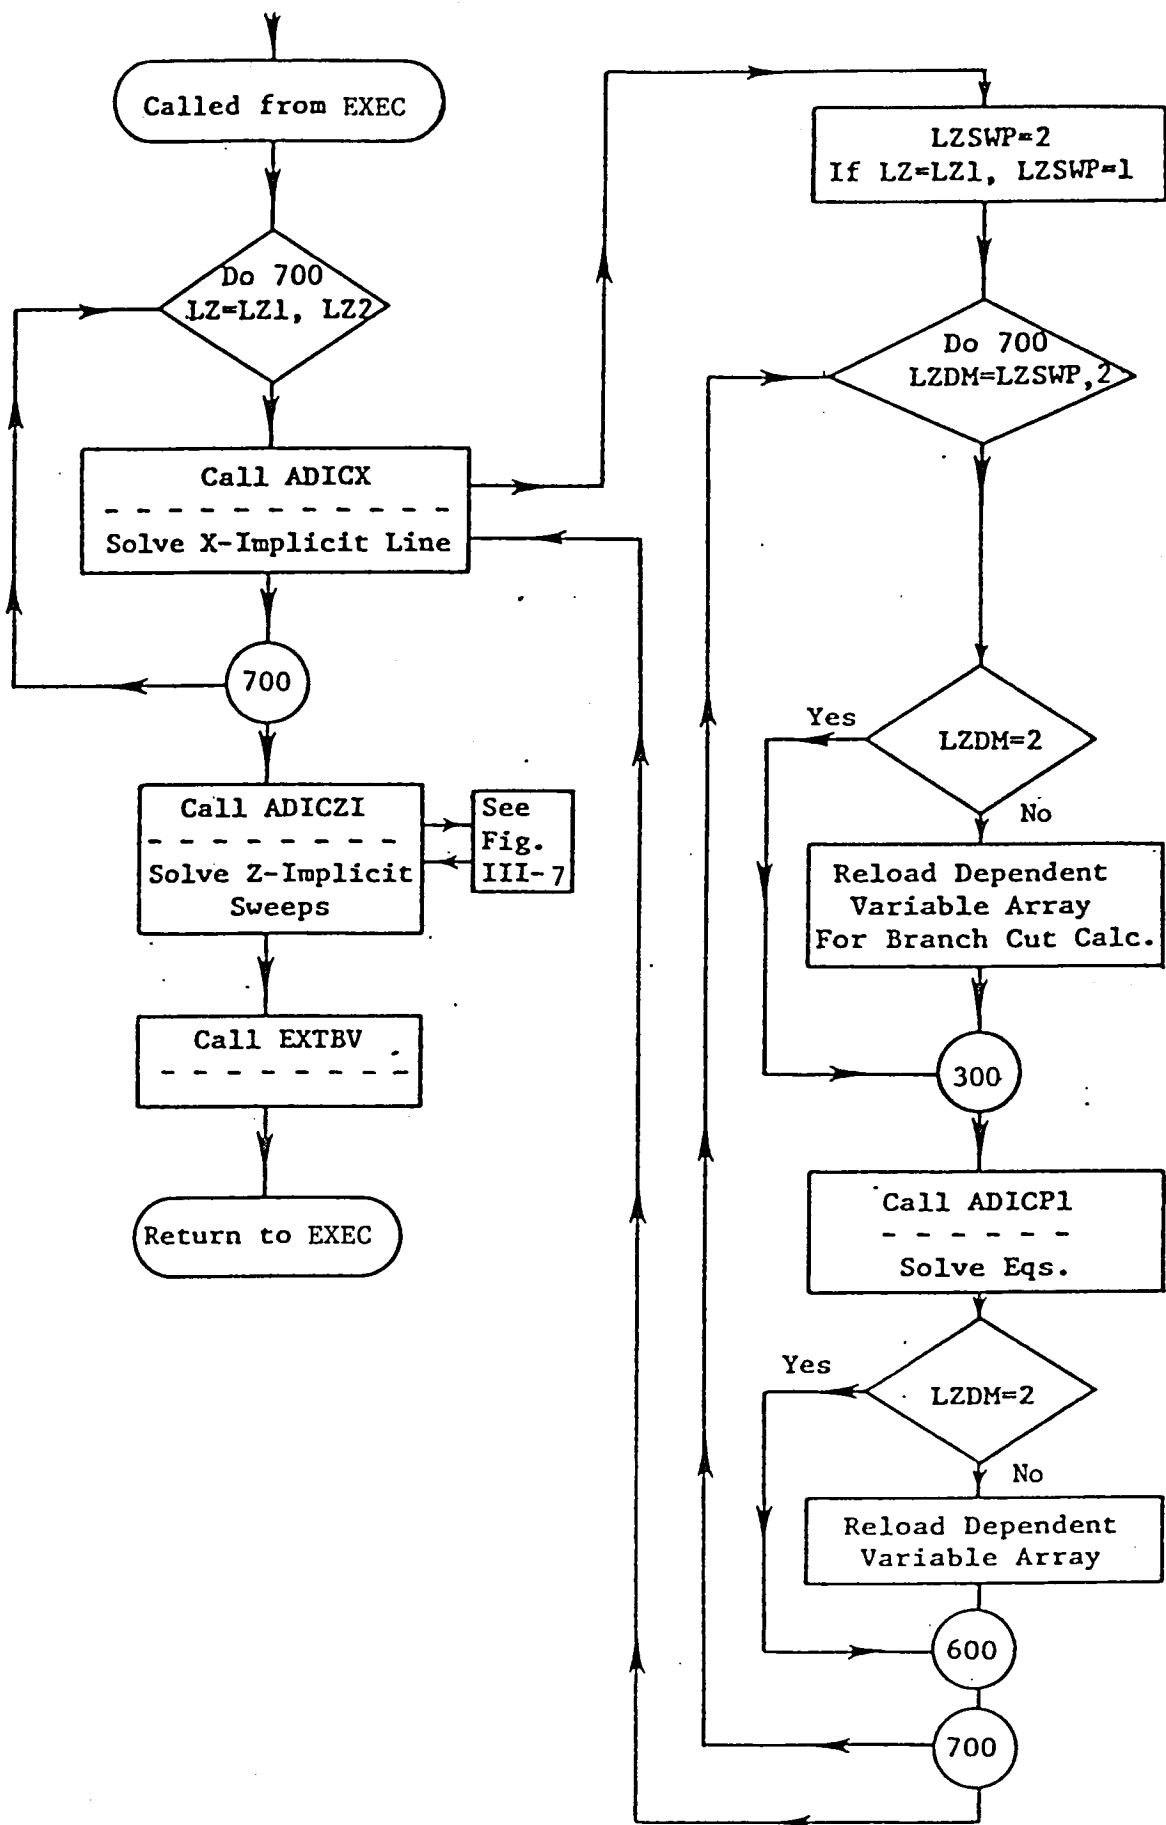 Called from EXEC
Do 700
LZ=LZ1, LZ2
Call ADICX
Solve X-Implicit Line
700
Call ADICZI
Solve Z-Implicit
Sweeps
See
Fig.
III-7
Call EXTBV
Return to EXEC
LZSWP=2
If LZ=LZ1, LZSWP=1
Do 700
LZDM=LZSWP,2
Yes
LZDM=2
No
Reload Dependent
Variable Array
For Branch Cut Calc.
300
Call ADICP1
Solve Eqs.
Yes
LZDM=2
No
Reload Dependent
Variable Array
600
700